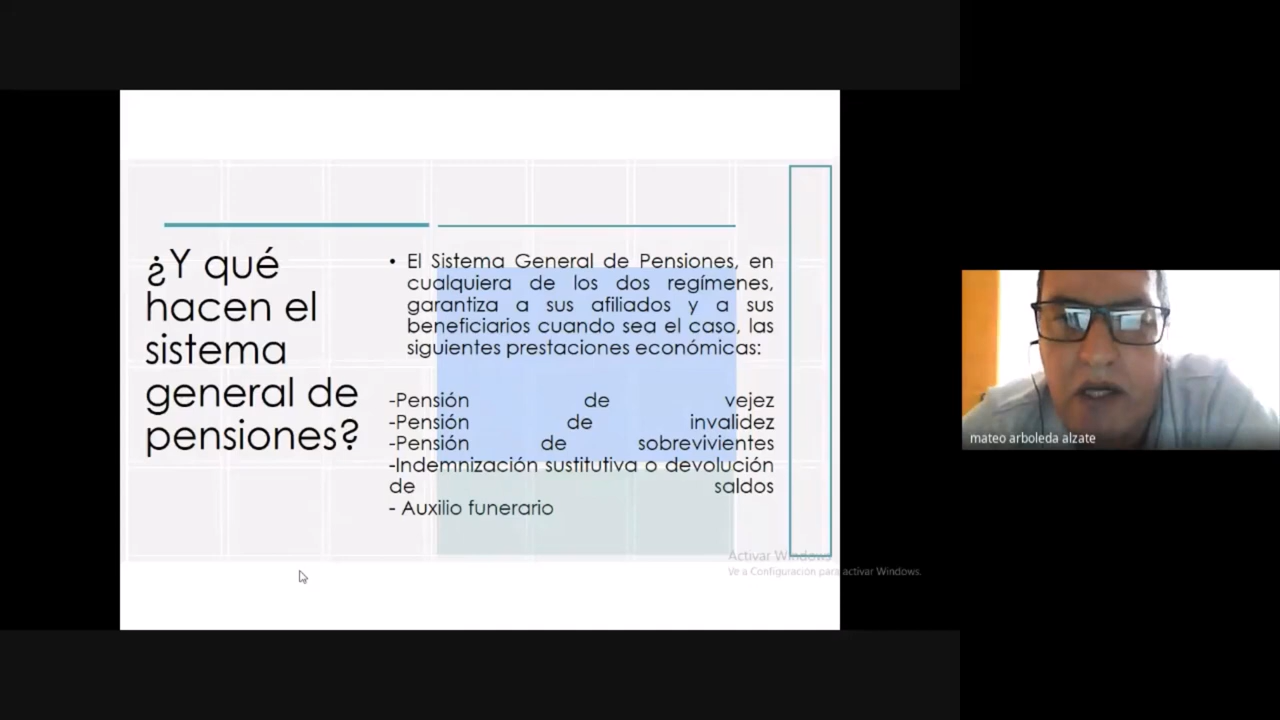 ¿Y qué
hacen el
sistema
general de
pensiones?
• El Sistema General de Pensiones, en
cualquiera de los dos regímenes,
garantiza a sus afiliados y a sus
beneficiarios cuando sea el caso, las
siguientes prestaciones económicas:
-Pensión de vejez
-Pensión de invalidez
-Pensión de sobrevivientes
-Indemnización sustitutiva o devolución
de saldos
- Auxilio funerario
Activar Windows
Ve a Configuración para activar Windows.
mateo arboleda alzate